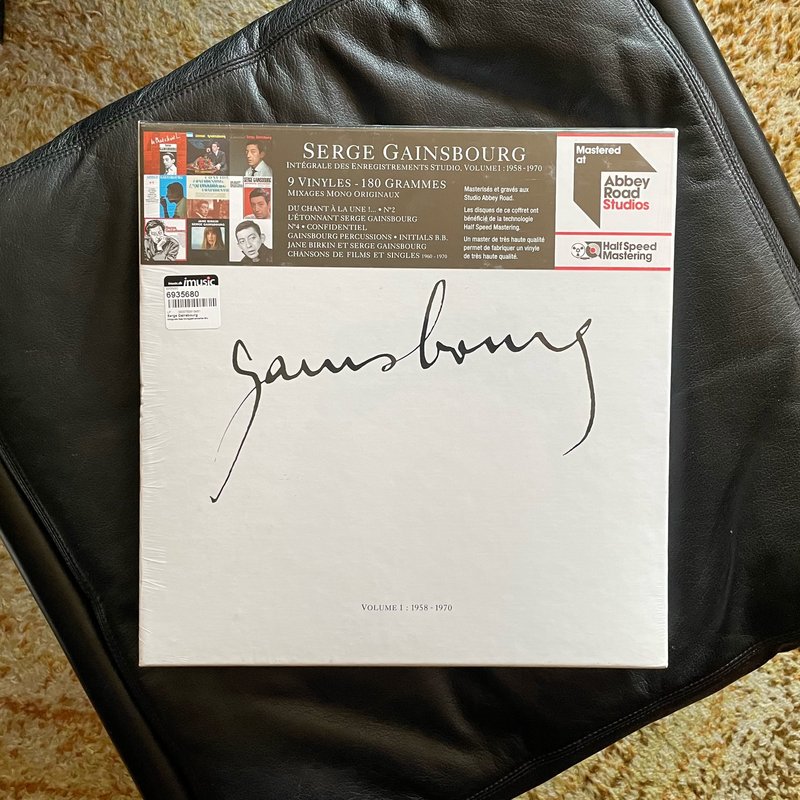 SERGE GAINSBOURG
INTÉGRALE DES ENREGISTREMENTS STUDIO, VOLUME 1 : 1958-1970
9 VINYLES - 180 GRAMMES
MIXAGES MONO ORIGINAUX
DU CHANT À LA UNE !... • N°2
L'ÉTONNANT SERGE GAINSBOURG
N°4 • CONFIDENTIEL
GAINSBOURG PERCUSSIONS • INITIALS B.B.
JANE BIRKIN ET SERGE GAINSBOURG
CHANSONS DE FILMS ET SINGLES 1960 - 1970
Masterisés et gravés aux
Studio Abbey Road.
Les disques de ca coffret ont
bénéficié de la technologie
Half Speed Mastering.
Un master de très haute qualité
permet de fabriquer un vinyle
de très haute qualité.
Mastered
at
Abbey
Road
Studios
Half Speed
Mastering
imusic
6935680
Serge Gainsbourg
Gainsbourg
VOLUME 1 : 1958 - 1970